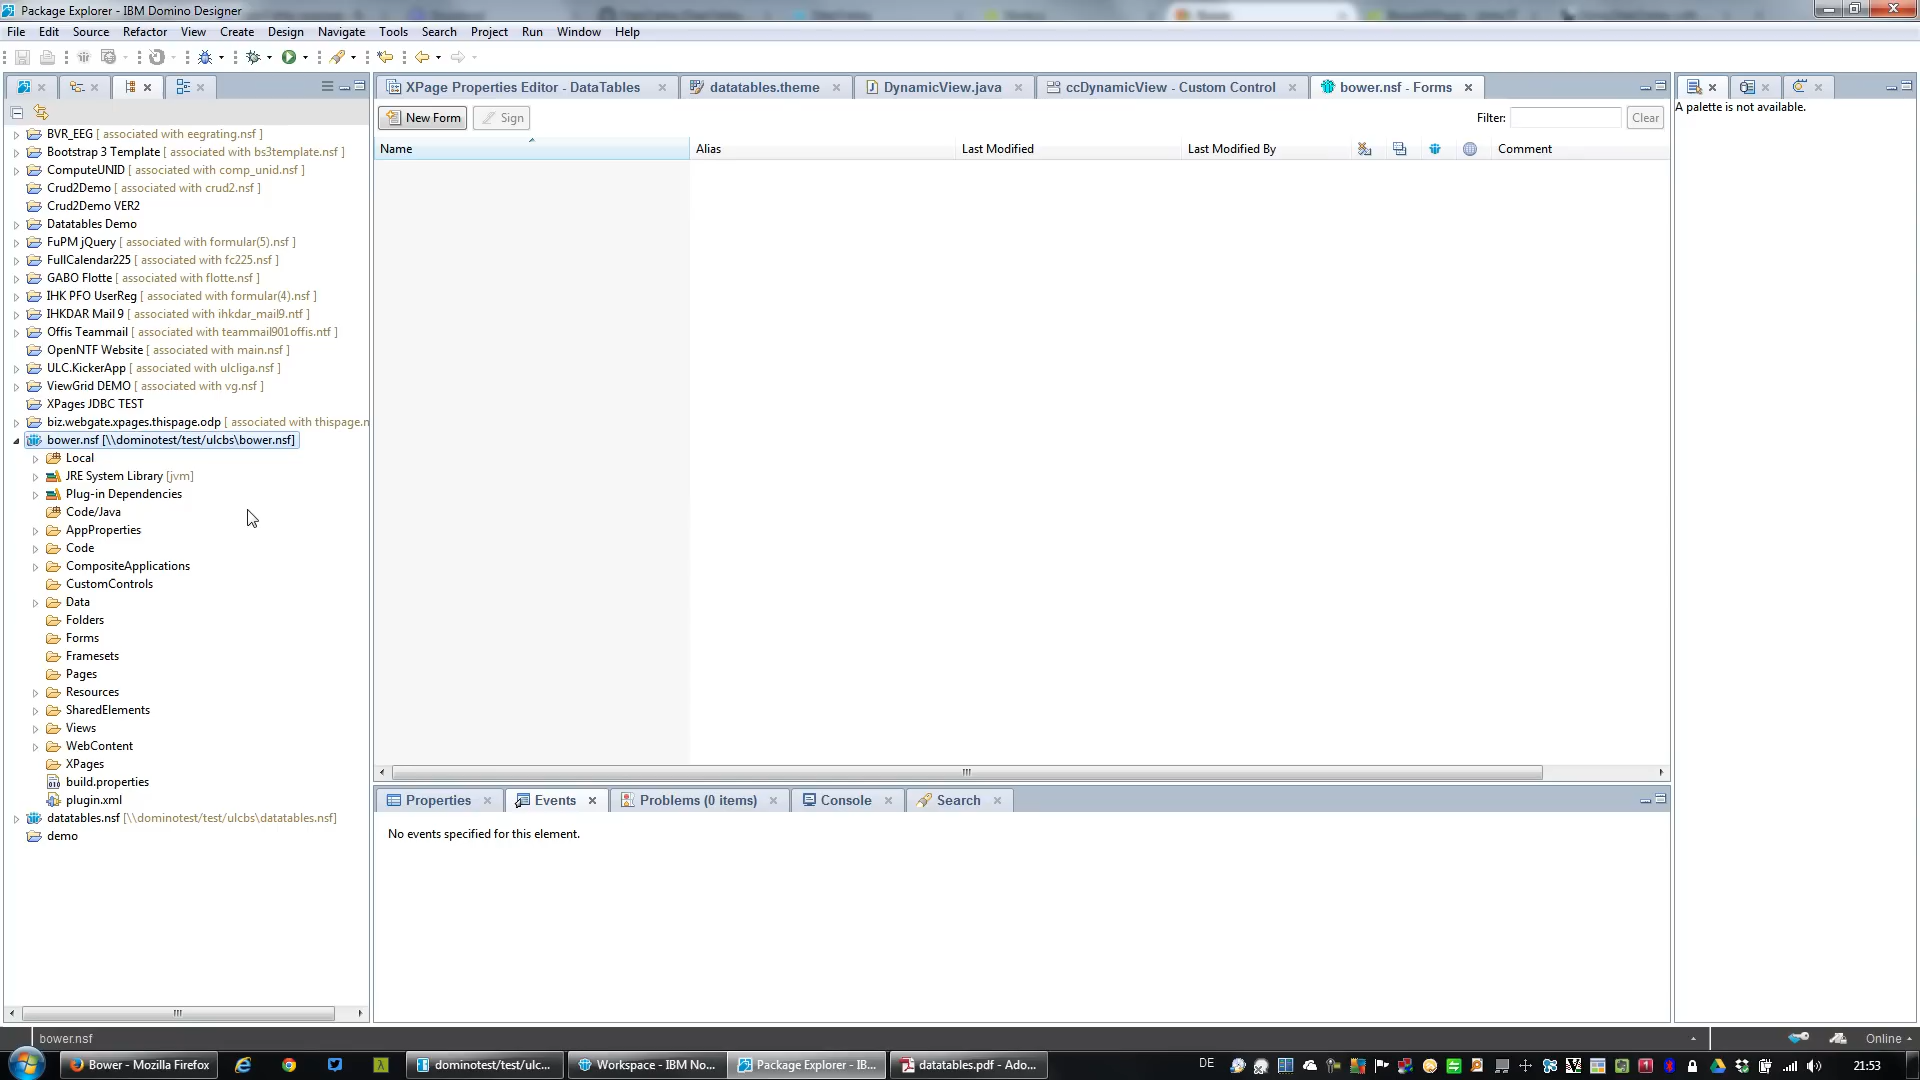 Package Explorer - IBM Domino Designer
File Edit Source Refactor View Create Design Navigate Tools Search Project Run Window Help
XPage Properties Editor - DataTables
datatables.theme
DynamicView.java
ccDynamicView - Custom Control
bower.nsf - Forms
A palette is not available.
New Form
Sign
Filter:
Clear
Name Alias Last Modified Last Modified By Comment
BVR_EEG [ associated with eegrating.nsf ]
Bootstrap 3 Template [ associated with bs3template.nsf ]
ComputeUNID [ associated with comp_unid.nsf ]
Crud2Demo [ associated with crud2.nsf ]
Crud2Demo VER2
Datatables Demo
FuPM jQuery [ associated with formular(5).nsf ]
FullCalendar225 [ associated with fc225.nsf ]
GABO Flotte [ associated with flotte.nsf ]
IHK PFO UserReg [ associated with formular(4).nsf ]
IHKDAR Mail 9 [ associated with ihkdar_mail9.ntf ]
Offis Teammail [ associated with teammail901offis.ntf ]
OpenNTF Website [ associated with main.nsf ]
ULC.KickerApp [ associated with ulcliga.nsf ]
ViewGrid DEMO [ associated with vg.nsf ]
XPages JDBC TEST
biz.webgate.xpages.thispage.odp [ associated with thispage.n
bower.nsf [\\dominotest/test/ulcbs\bower.nsf]
Local
JRE System Library [jvm]
Plug-in Dependencies
Code/Java
AppProperties
Code
CompositeApplications
CustomControls
Data
Folders
Forms
Framesets
Pages
Resources
SharedElements
Views
WebContent
XPages
build.properties
plugin.xml
datatables.nsf [\\dominotest/test/ulcbs\datatables.nsf]
demo
Properties
Events
Problems (0 items)
Console
Search
No events specified for this element.
bower.nsf
Online
Bower - Mozilla Firefox
dominotest/test/ulc...
Workspace - IBM No...
Package Explorer - IB...
datatables.pdf - Ado...
DE
21:53